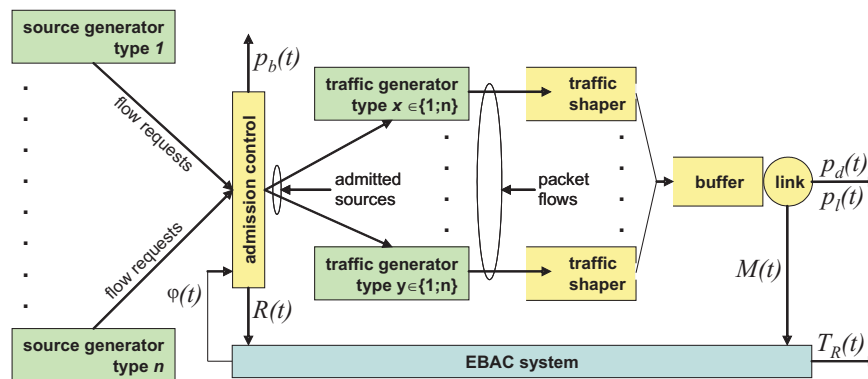 source generator
type 1
flow requests
flow requests
source generator
type n
p_b(t)
admission control
φ(t)
R(t)
admitted
sources
traffic generator
type x ∈{1;n}
traffic generator
type y∈{1;n}
packet
flows
traffic
shaper
traffic
shaper
buffer
link
p_d(t)
p_l(t)
M(t)
EBAC system
T_R(t)